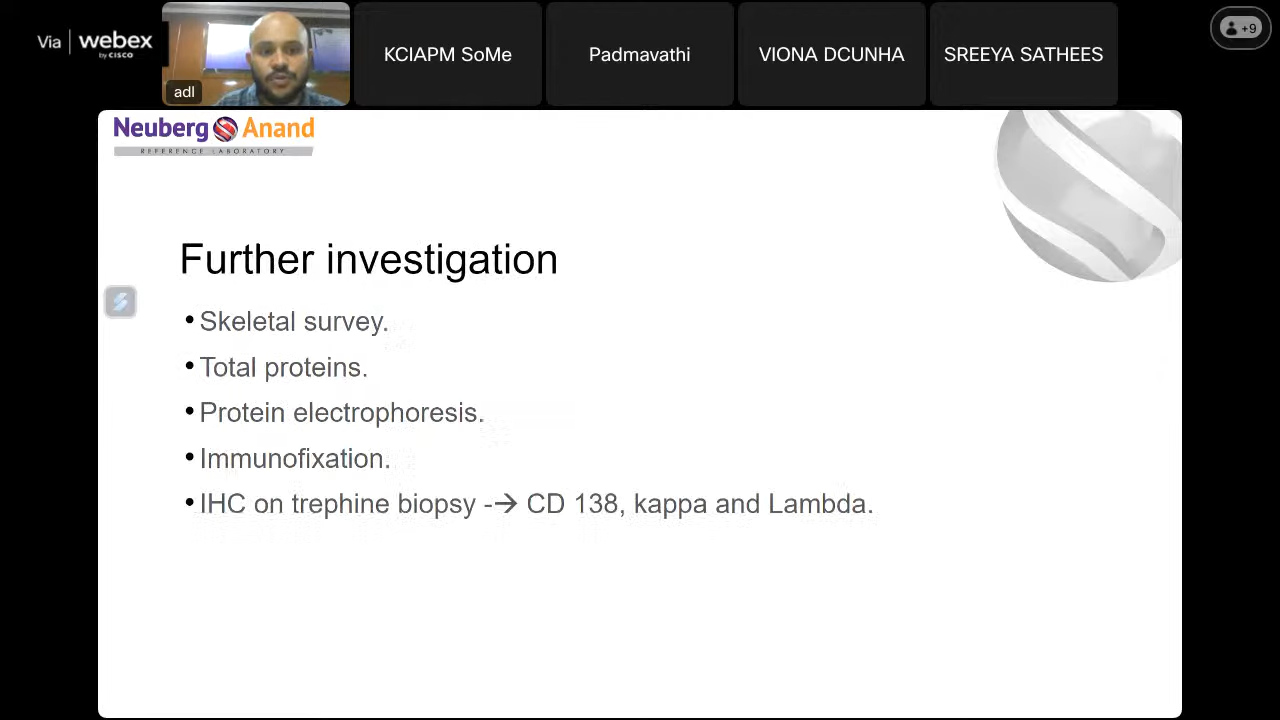 Via webex
by CISCO
adl
KCIAPM SoMe
Padmavathi
VIONA DCUNHA
SREEYA SATHEES
+9
Neuberg Anand
REFERENCE LABORATORY
Further investigation
•Skeletal survey.
•Total proteins.
•Protein electrophoresis.
•Immunofixation.
•IHC on trephine biopsy -→ CD 138, kappa and Lambda.